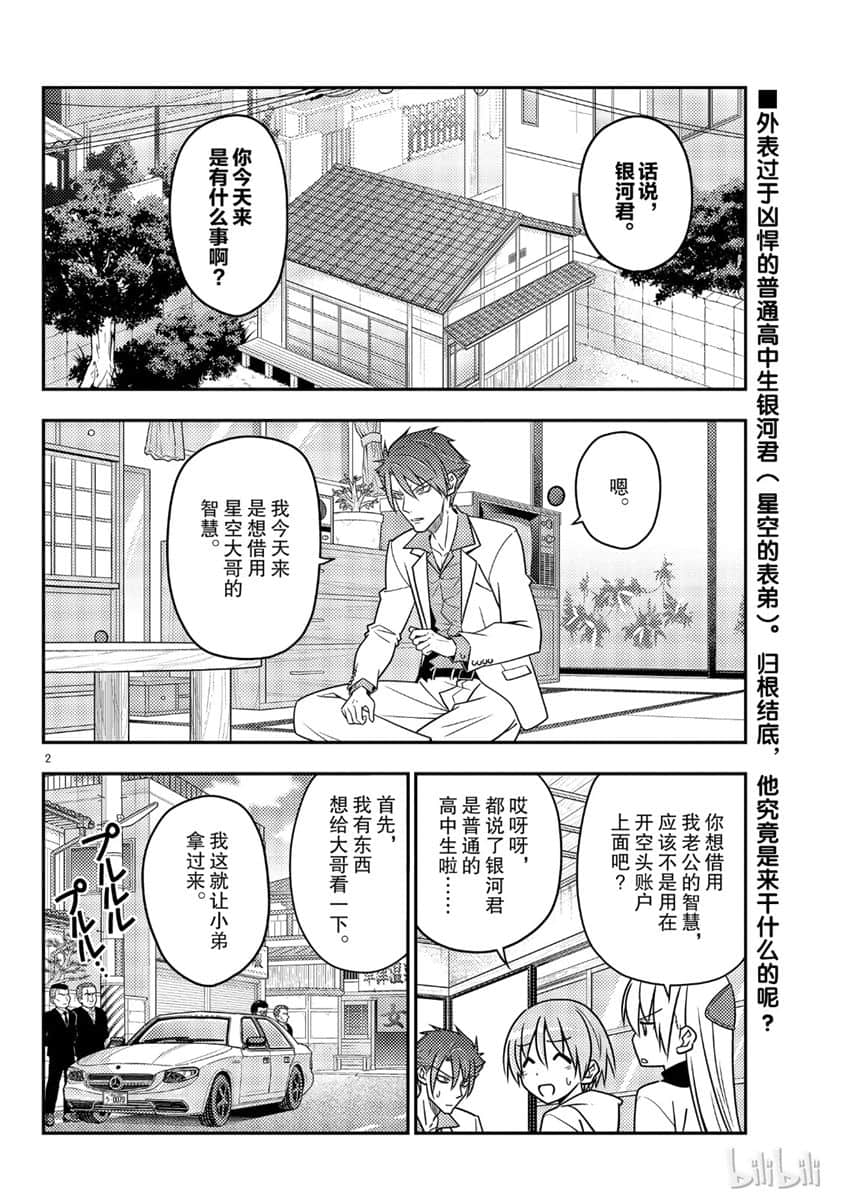 ■外表过于凶悍的普通高中生银河君（星空的表弟）。归根结底，他究竟是来干什么的呢？
话说，
银河君。
你今天来
是有什么事啊？
嗯。
我今天来
是想借用
星空大哥的
智慧。
2
你想借用
我老公的智慧，
应该不是用在
开空头账户
上面吧？
哎呀呀，
都说了银河君
是普通的
高中生啦……
首先，
我有东西
想给大哥看一下。
我这就让小弟
拿过来。
プルルル
プルル…
女
0079
bilibili